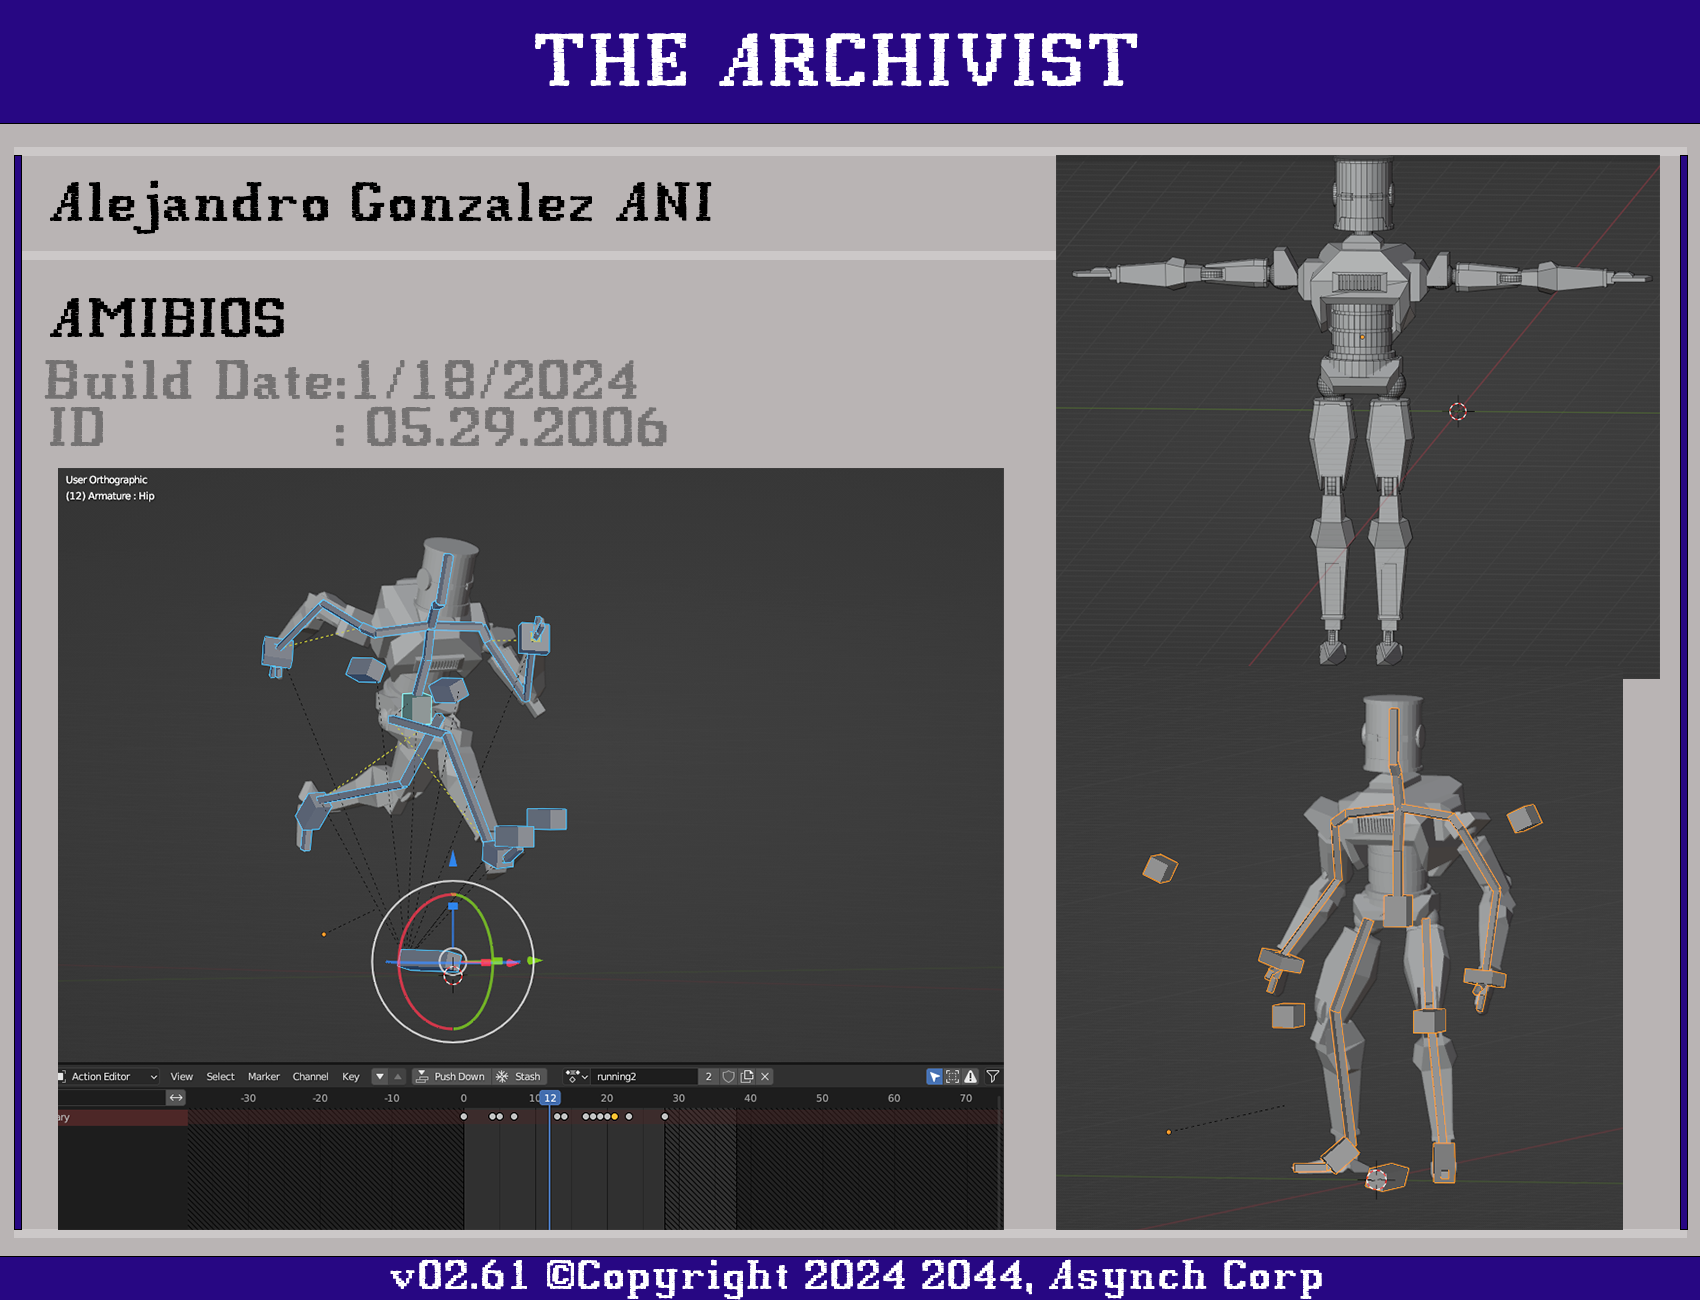 THE ARCHIVIST
Alejandro Gonzalez ANI
AMIBIOS
Build Date:1/18/2024
ID : 05.29.2006
User Orthographic
(12) Armature : Hip
Action Editor View Select Marker Channel Key Push Down Stash running2 2
-30 -20 -10 0 10 12 20 30 40 50 60 70
ary
v02.61 ©Copyright 2024 2044, Asynch Corp